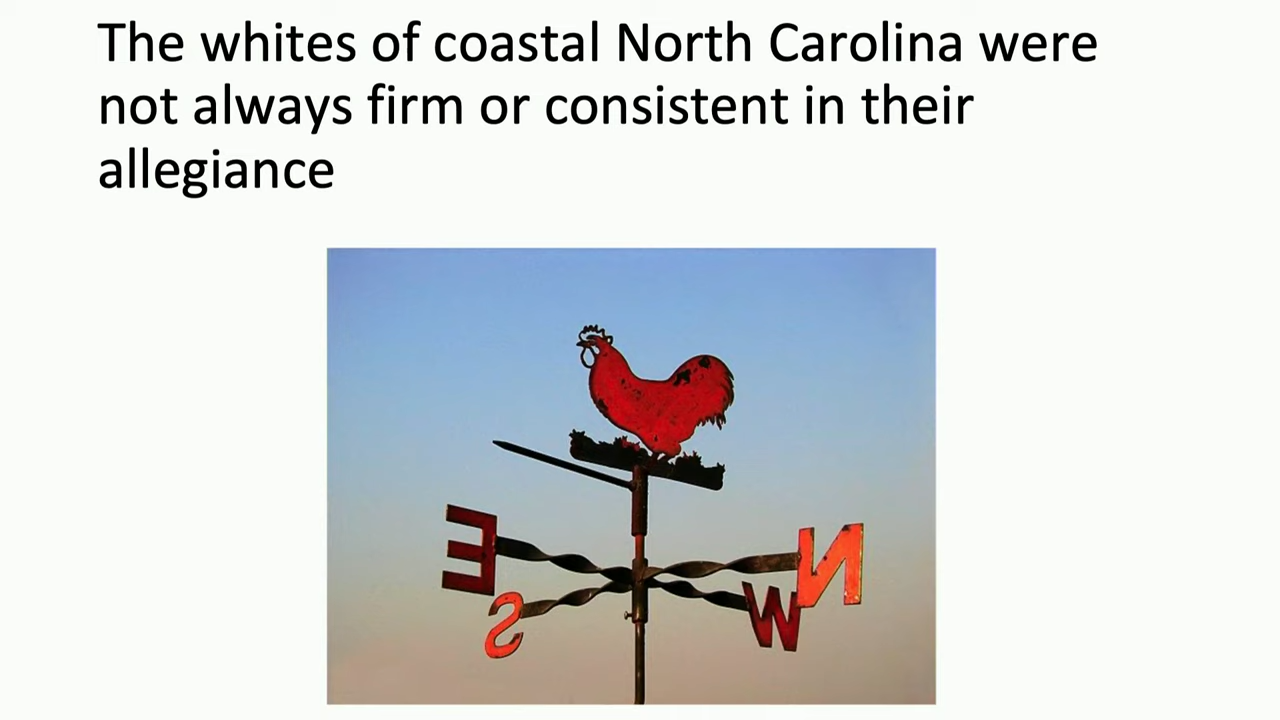 The whites of coastal North Carolina were
not always firm or consistent in their
allegiance
E
N
S
W